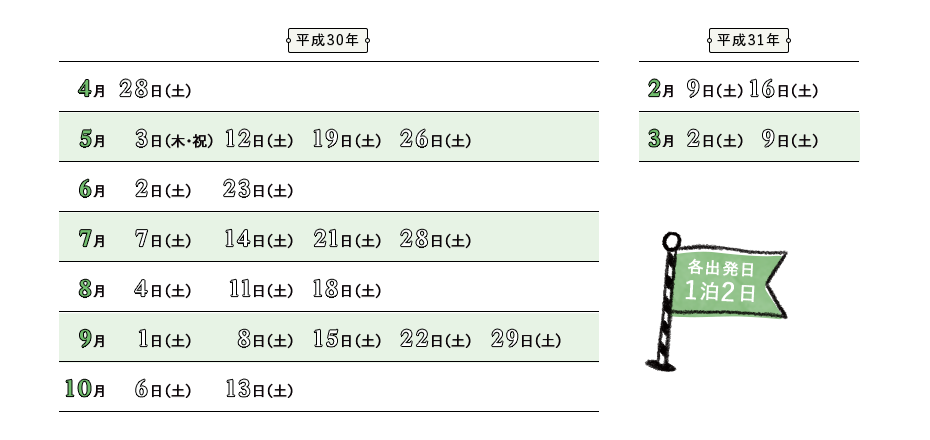 平成30年
4月 28日(土)
5月 3日(木・祝) 12日(土) 19日(土) 26日(土)
6月 2日(土) 23日(土)
7月 7日(土) 14日(土) 21日(土) 28日(土)
8月 4日(土) 11日(土) 18日(土)
9月 1日(土) 8日(土) 15日(土) 22日(土) 29日(土)
10月 6日(土) 13日(土)
平成31年
2月 9日(土) 16日(土)
3月 2日(土) 9日(土)
各出発日
1泊2日